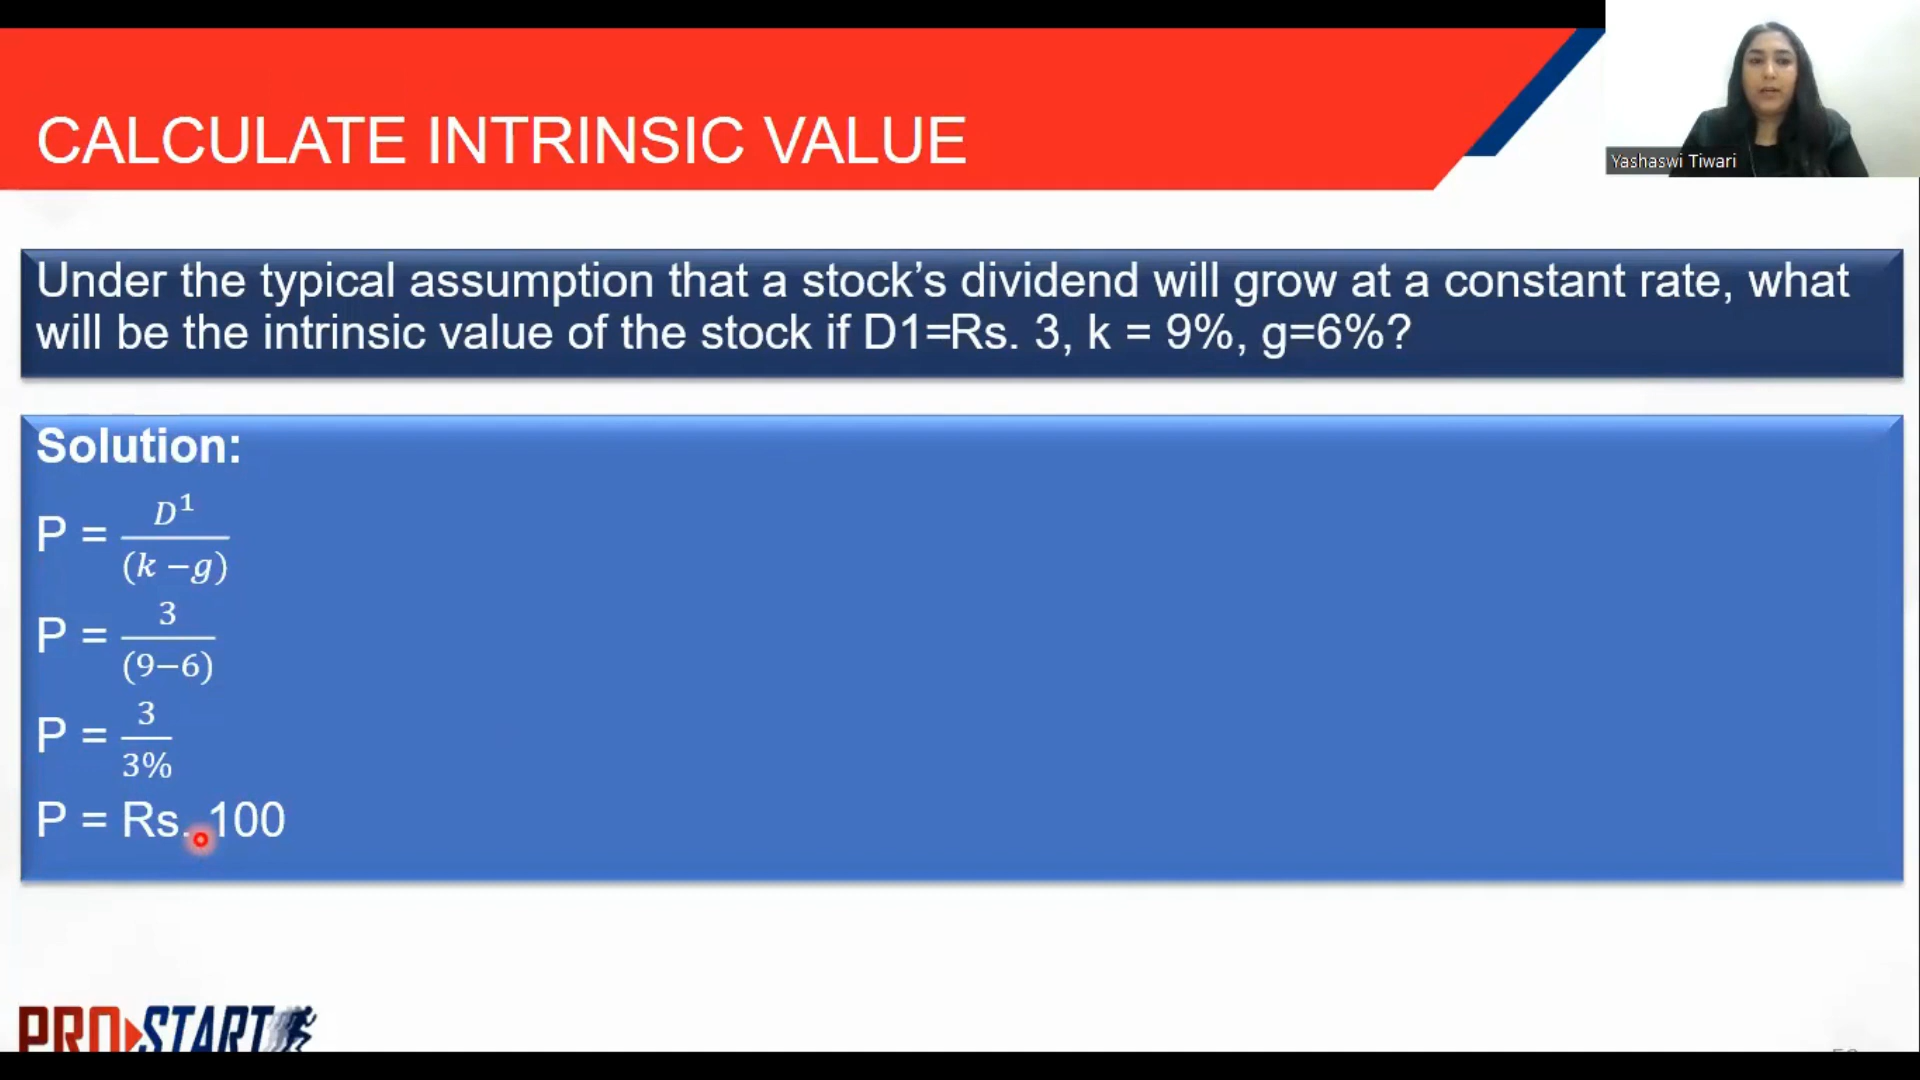 CALCULATE INTRINSIC VALUE
Yashaswi Tiwari
Under the typical assumption that a stock’s dividend will grow at a constant rate, what
will be the intrinsic value of the stock if D1=Rs. 3, k = 9%, g=6%?
Solution:
P = D¹/(k −g)
P = 3/(9−6)
P = 3/3%
P = Rs. 100
PRO START